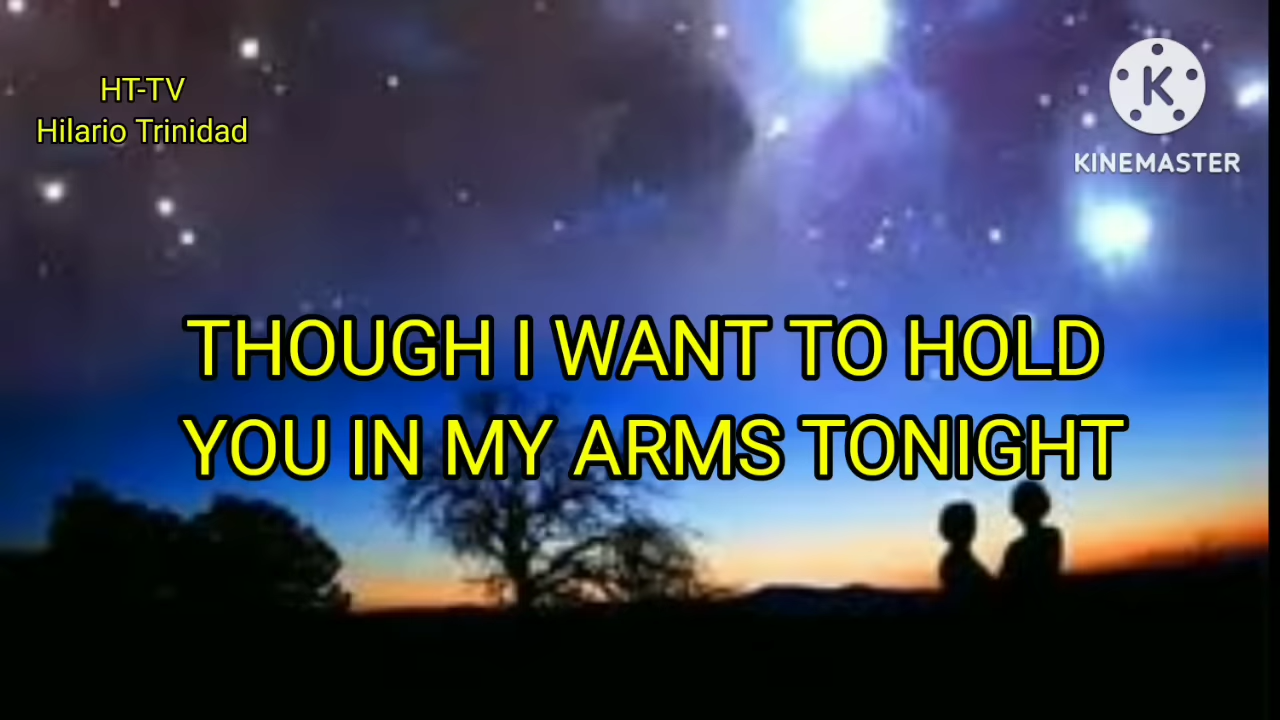 HT-TV
Hilario Trinidad
K
KINEMASTER
THOUGH I WANT TO HOLD
YOU IN MY ARMS TONIGHT